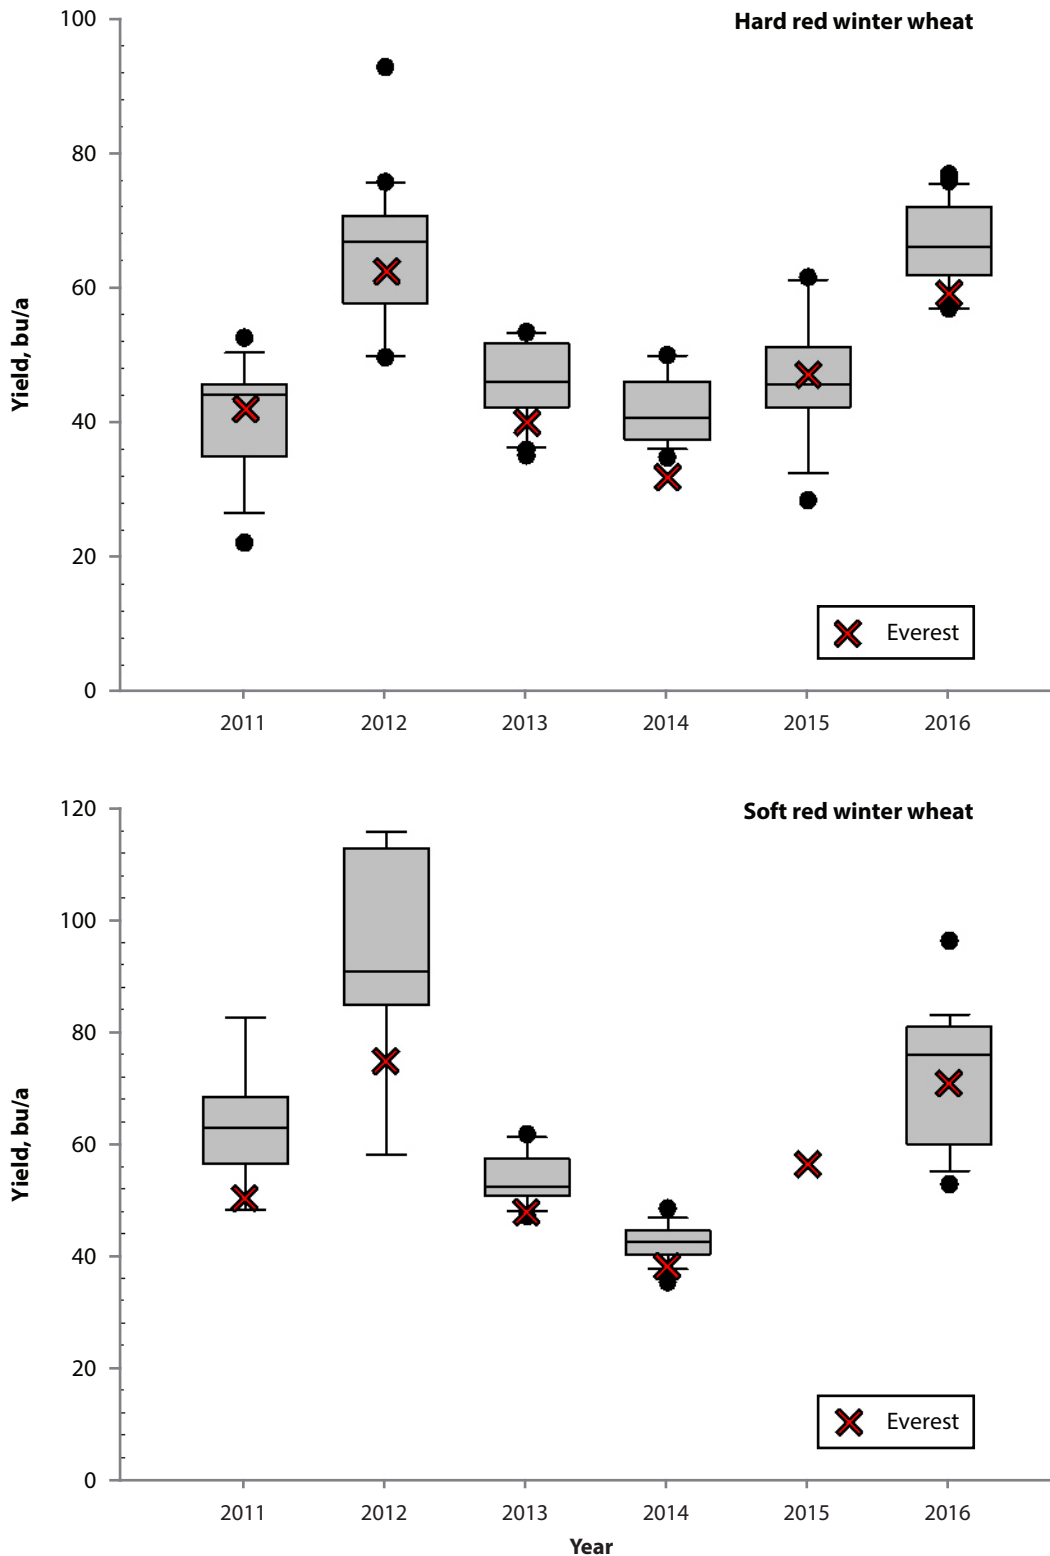 Hard red winter wheat
100
80
60
40
20
0
Yield, bu/a
Everest
2011 2012 2013 2014 2015 2016
Soft red winter wheat
120
100
80
60
40
20
0
Yield, bu/a
Everest
2011 2012 2013 2014 2015 2016
Year